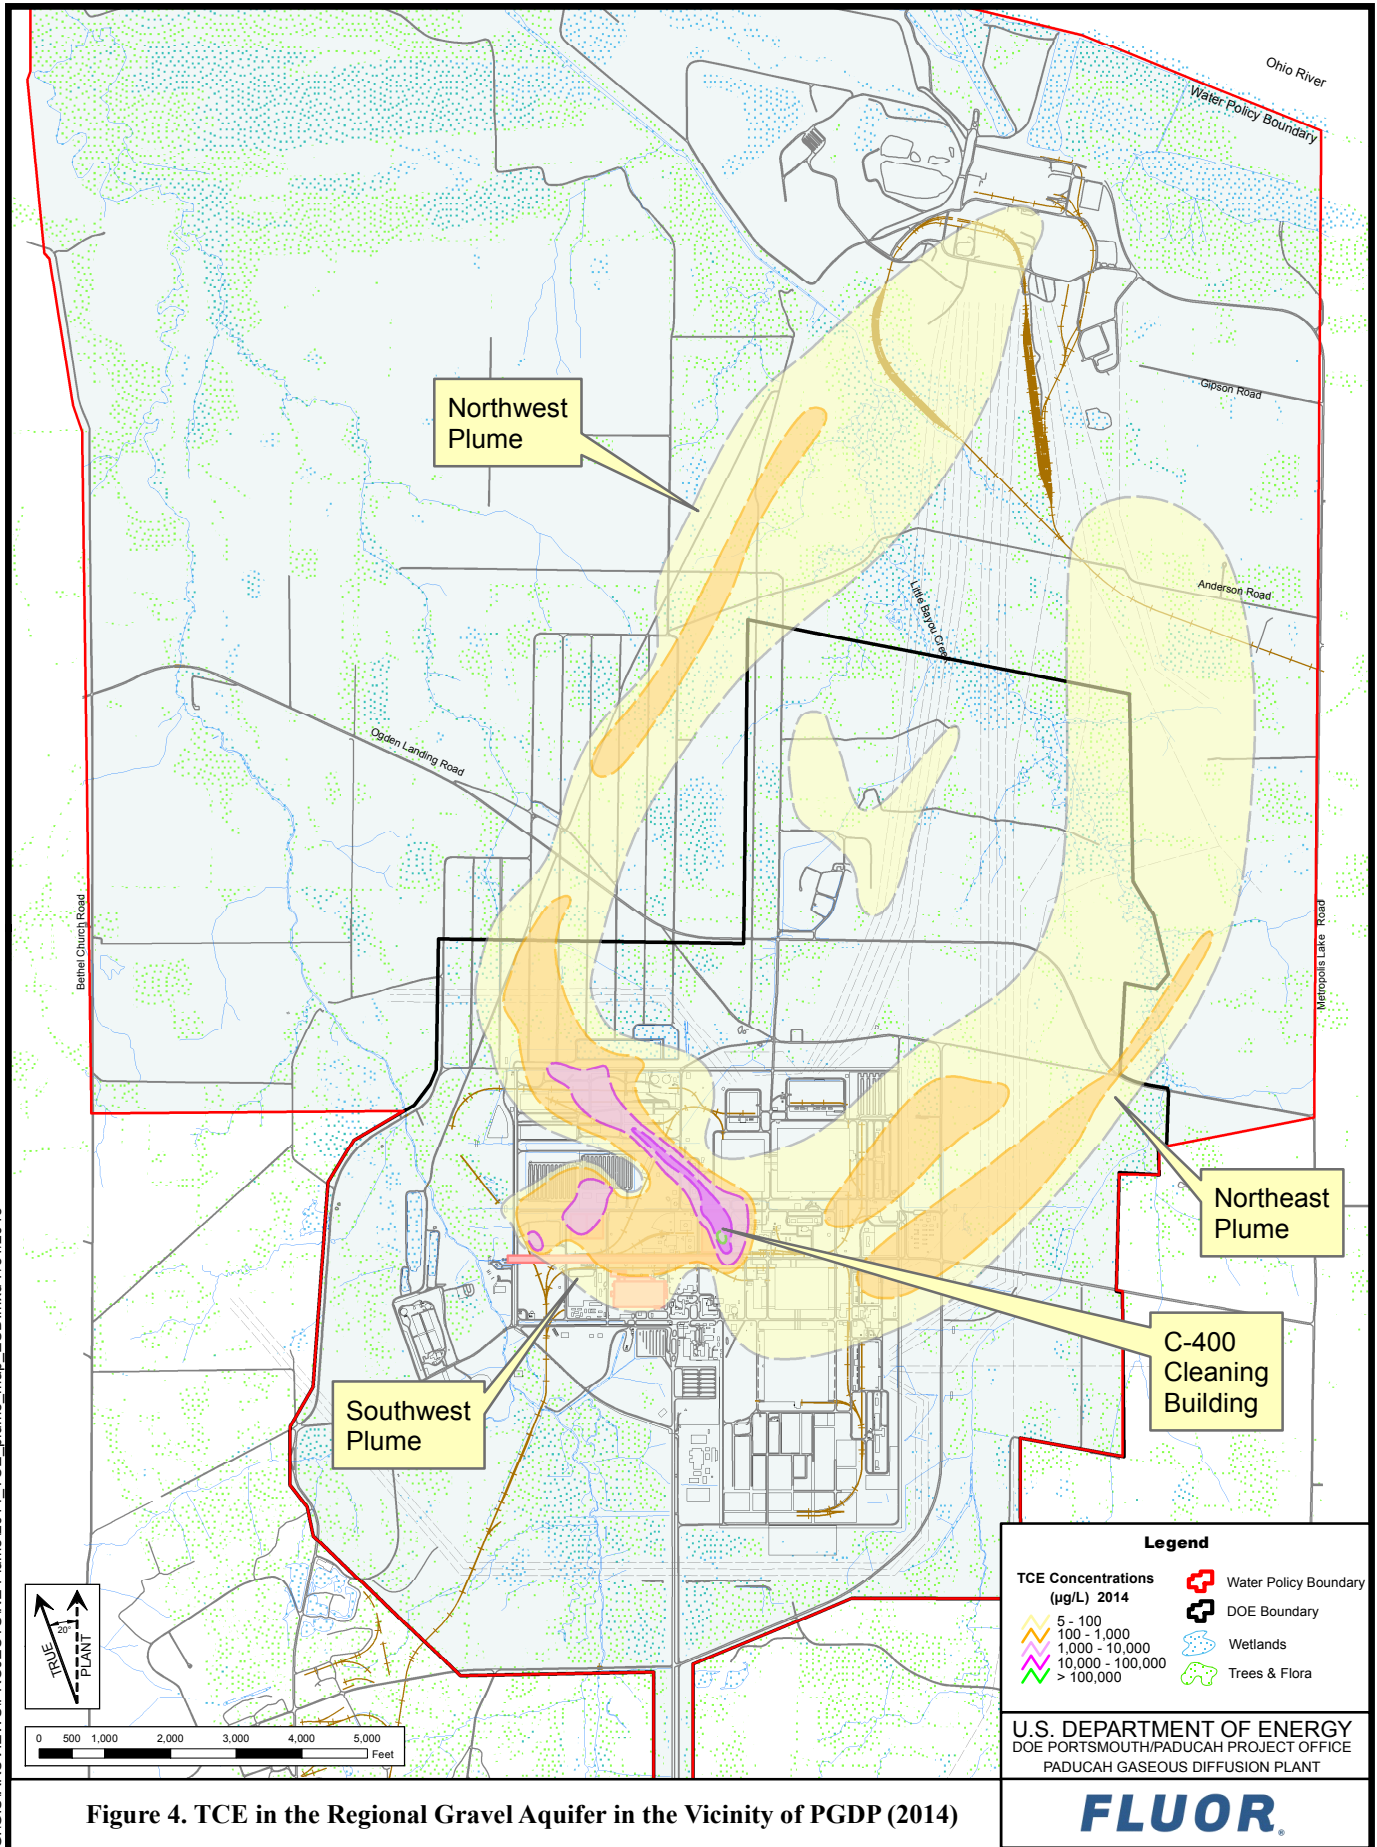 Ohio River
Water Policy Boundary
Northwest
Plume
Gipson Road
Anderson Road
Little Bayou Creek
Ogden Landing Road
Bethel Church Road
Metropolis Lake Road
Northeast
Plume
C-400
Cleaning
Building
Southwest
Plume
TRUE
20°
PLANT
0 500 1,000 2,000 3,000 4,000 5,000
Feet
Legend
TCE Concentrations
(µg/L) 2014
5 - 100
100 - 1,000
1,000 - 10,000
10,000 - 100,000
> 100,000
Water Policy Boundary
DOE Boundary
Wetlands
Trees & Flora
U.S. DEPARTMENT OF ENERGY
DOE PORTSMOUTH/PADUCAH PROJECT OFFICE
PADUCAH GASEOUS DIFFUSION PLANT
FLUOR®
Figure 4. TCE in the Regional Gravel Aquifer in the Vicinity of PGDP (2014)